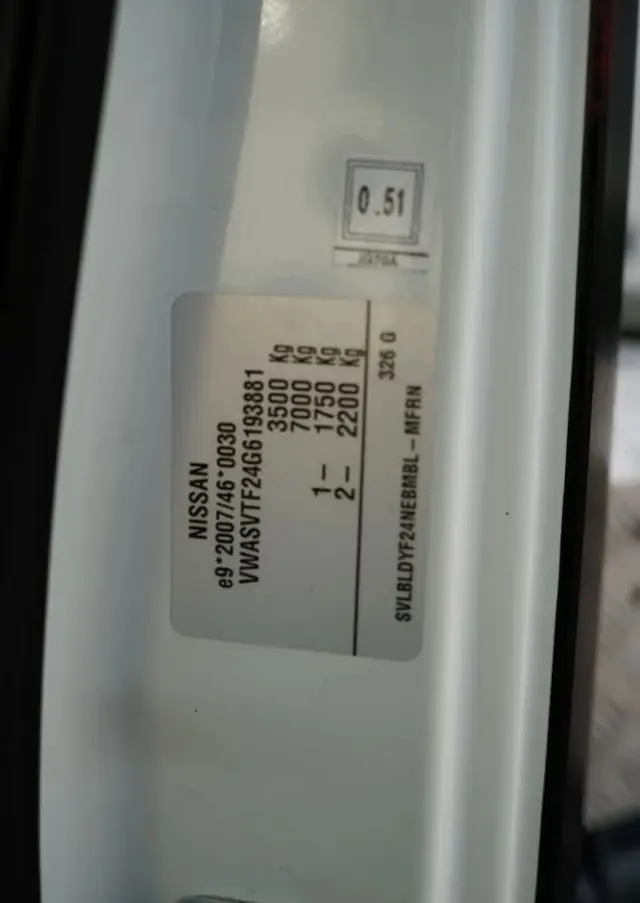 0.51
NISSAN
e9*2007/46*0030
VWASVTF24G6193881
3500 Kg
7000 Kg
1- 1750 Kg
2- 2200 Kg
326 G
SVLBLDYF24NEBMBL-MFRN